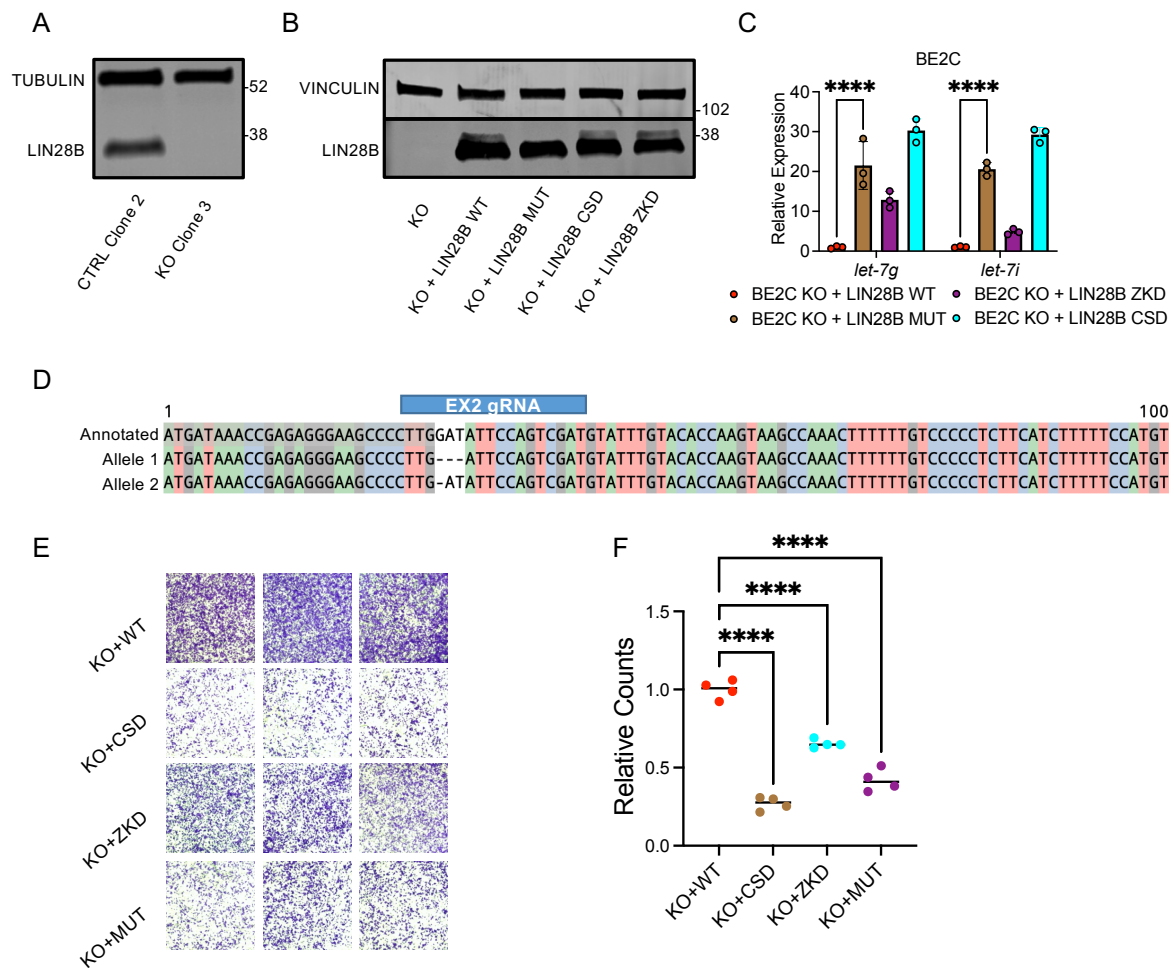 A
TUBULIN
-52
-38
LIN28B
CTRL Clone 2
KO Clone 3
B
VINCULIN
-102
-38
LIN28B
KO
KO + LIN28B WT
KO + LIN28B MUT
KO + LIN28B CSD
KO + LIN28B ZKD
C
BE2C
**** ****
Relative Expression
40
30
20
10
0
let-7g let-7i
BE2C KO + LIN28B WT BE2C KO + LIN28B ZKD
BE2C KO + LIN28B MUT BE2C KO + LIN28B CSD
D
EX2 gRNA
1 100
Annotated ATGATAAACCGAGAGGGAAGCCCCTTGGATATTCCAGTCGATGTATTTGTACACCAAGTAAGCCAAACTTTTTTGTCCCCCTCTTCATCTTTTTCCATGT
Allele 1 ATGATAAACCGAGAGGGAAGCCCCTTG---ATTCCAGTCGATGTATTTGTACACCAAGTAAGCCAAACTTTTTTGTCCCCCTCTTCATCTTTTTCCATGT
Allele 2 ATGATAAACCGAGAGGGAAGCCCCTTG-ATATTCCAGTCGATGTATTTGTACACCAAGTAAGCCAAACTTTTTTGTCCCCCTCTTCATCTTTTTCCATGT
E
KO+WT
KO+CSD
KO+ZKD
KO+MUT
F
****
****
****
Relative Counts
1.5
1.0
0.5
0.0
KO+WT
KO+CSD
KO+ZKD
KO+MUT